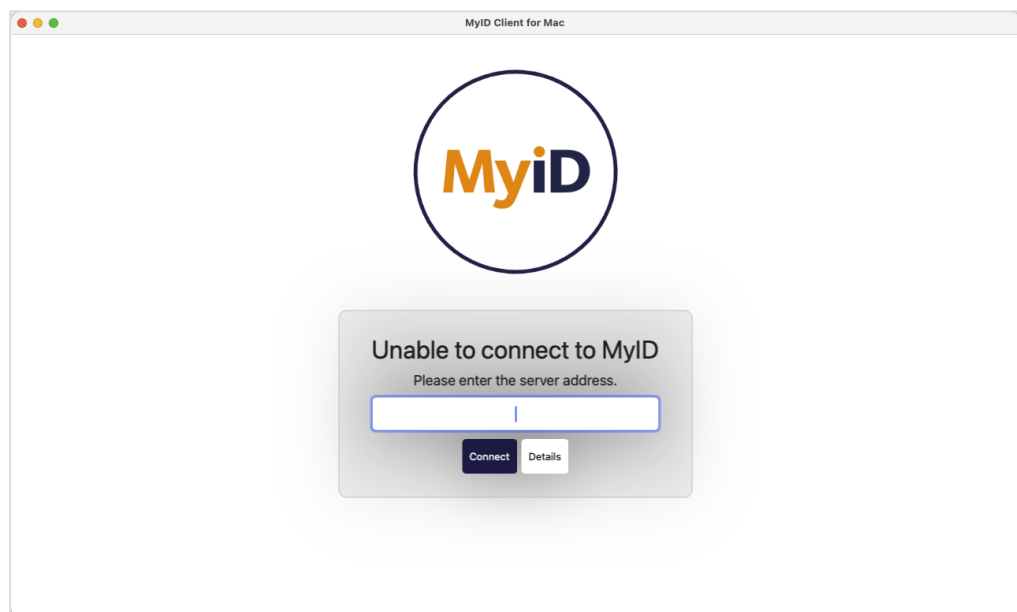 MyID Client for Mac
MyiD
Unable to connect to MyID
Please enter the server address.
Connect Details